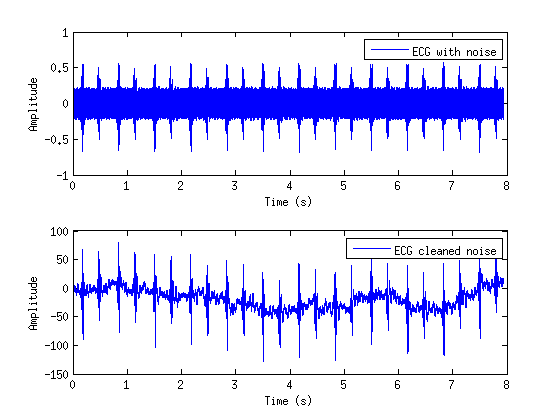 1
0.5
0
-0.5
-1
Amplitude
ECG with noise
0 1 2 3 4 5 6 7 8
Time (s)
100
50
0
-50
-100
-150
Amplitude
ECG cleaned noise
0 1 2 3 4 5 6 7 8
Time (s)